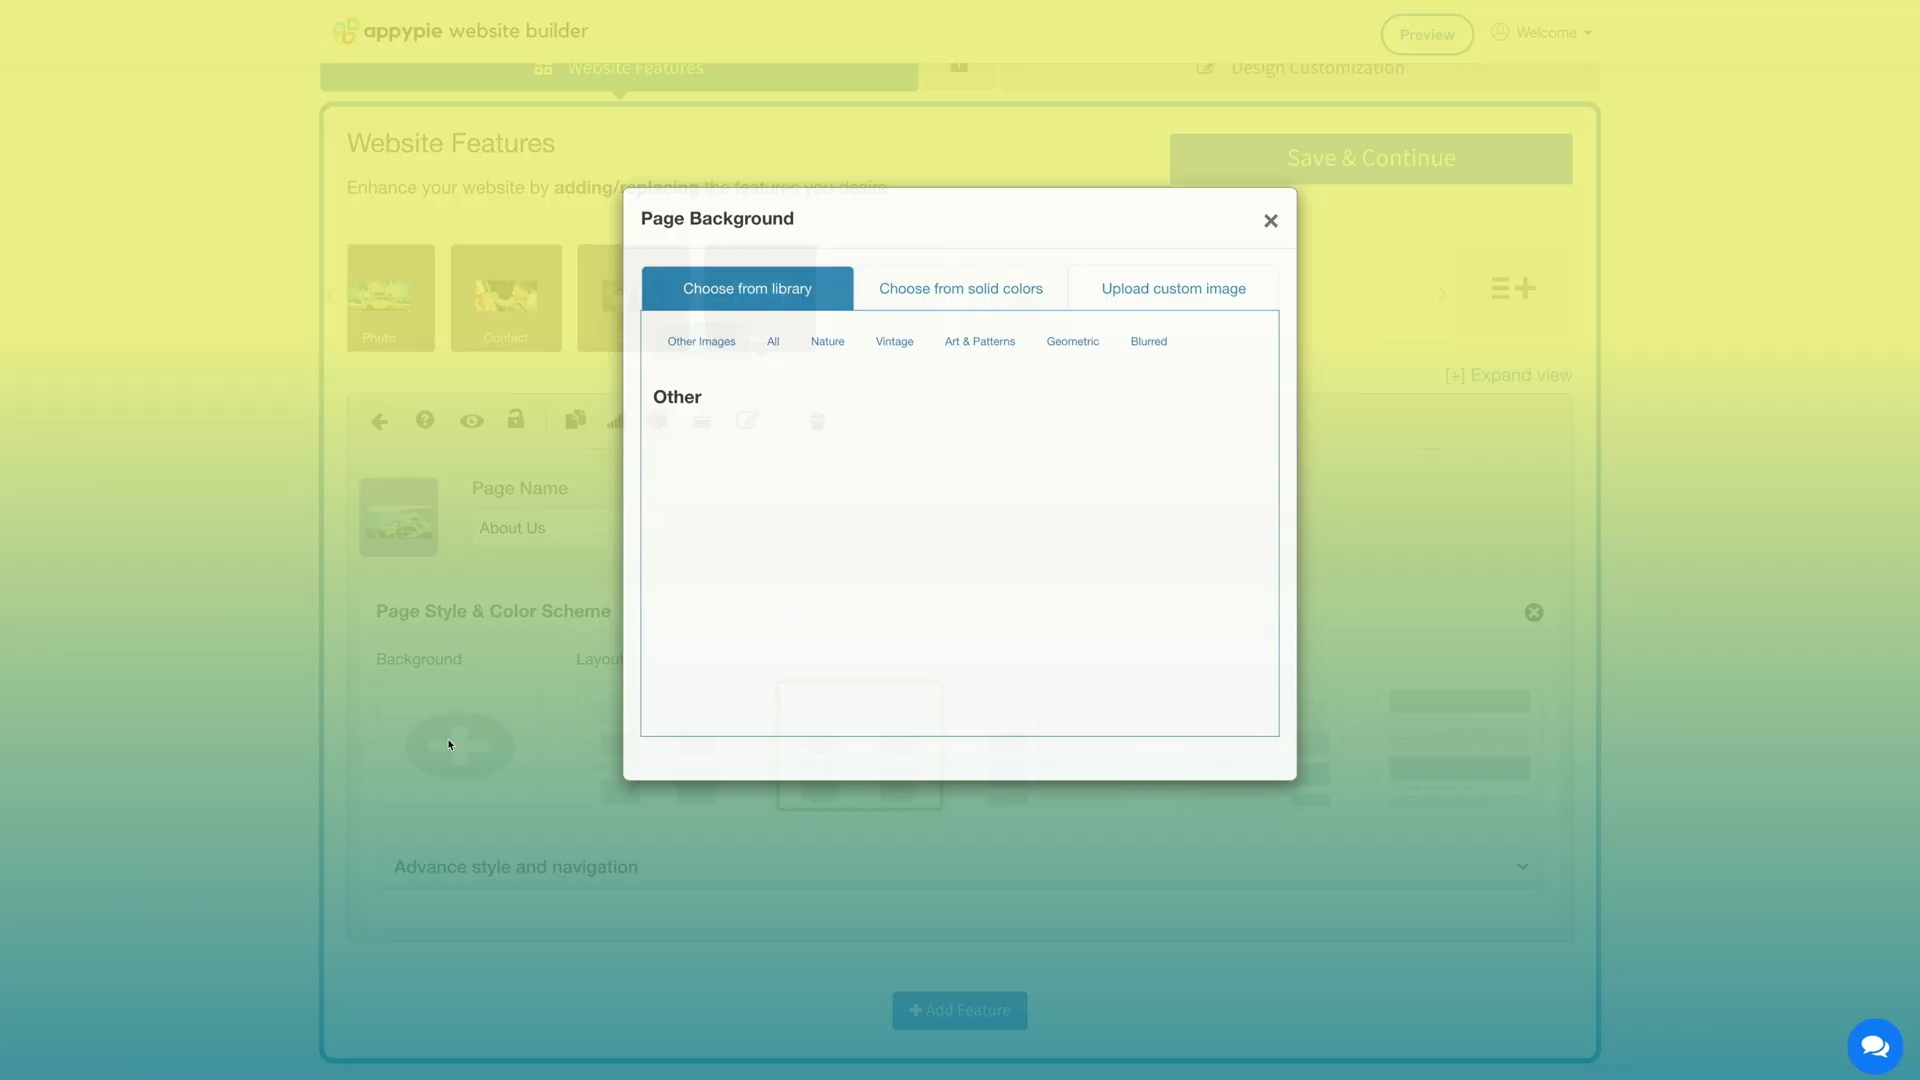 appypie website builder
Preview
Welcome
Website Features
Design Customization
Website Features
Save & Continue
Enhance your website by adding/replacing the features you desire
Page Background
Choose from library
Choose from solid colors
Upload custom image
Photo
Contact
Other Images
All
Nature
Vintage
Art & Patterns
Geometric
Blurred
[+] Expand view
Other
Page Name
About Us
Page Style & Color Scheme
Background
Layout
Advance style and navigation
Add Feature